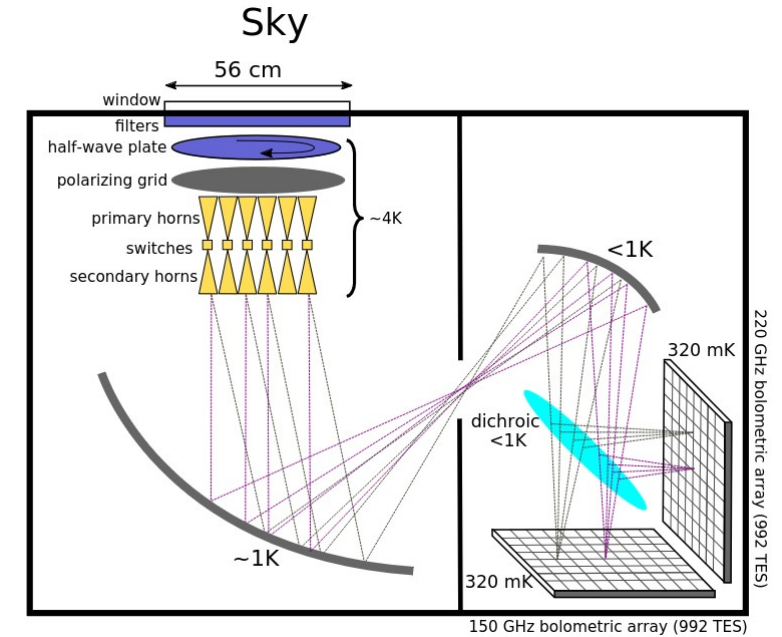 Sky
56 cm
window
filters
half-wave plate
polarizing grid
primary horns
~4K
switches
secondary horns
~1K
<1K
320 mK
dichroic
<1K
320 mK
220 GHz bolometric array (992 TES)
150 GHz bolometric array (992 TES)